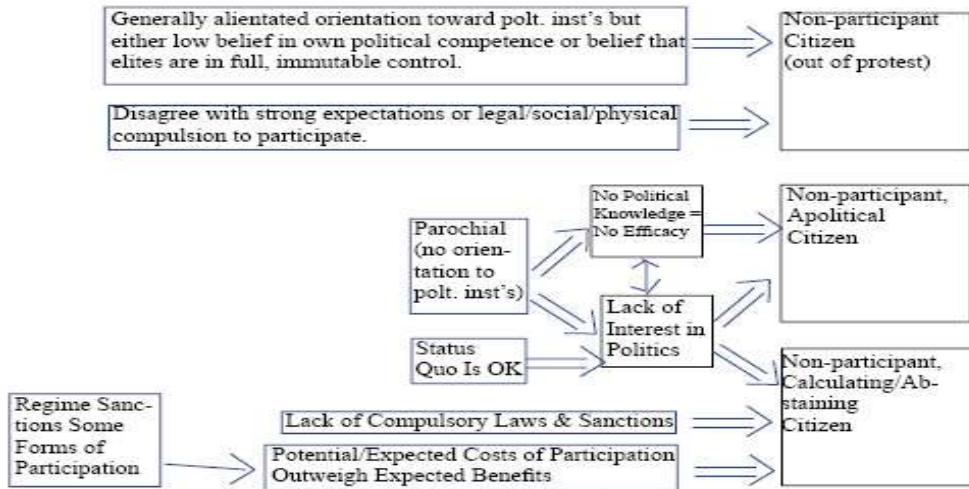 Generally alientated orientation toward polt. inst's but
either low belief in own political competence or belief that
elites are in full, immutable control.
Non-participant
Citizen
(out of protest)
Disagree with strong expectations or legal/social/physical
compulsion to participate.
No Political
Knowledge =
No Efficacy
Non-participant,
Apolitical
Citizen
Parochial
(no orien-
tation to
polt. inst's)
Lack of
Interest in
Politics
Status
Quo Is OK
Non-participant,
Calculating/Ab-
staining
Citizen
Regime Sanc-
tions Some
Forms of
Participation
Lack of Compulsory Laws & Sanctions
Potential/Expected Costs of Participation
Outweigh Expected Benefits